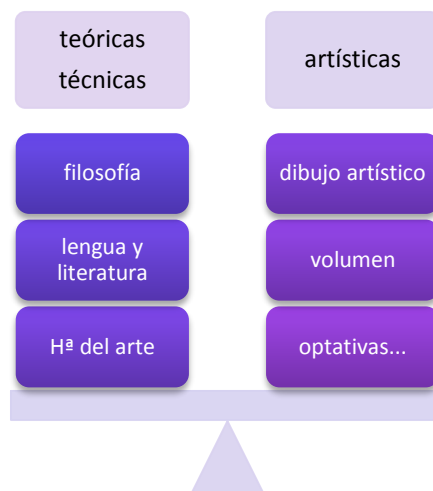 teóricas
técnicas
artísticas
filosofía
dibujo artístico
lengua y
literatura
volumen
Hª del arte
optativas...